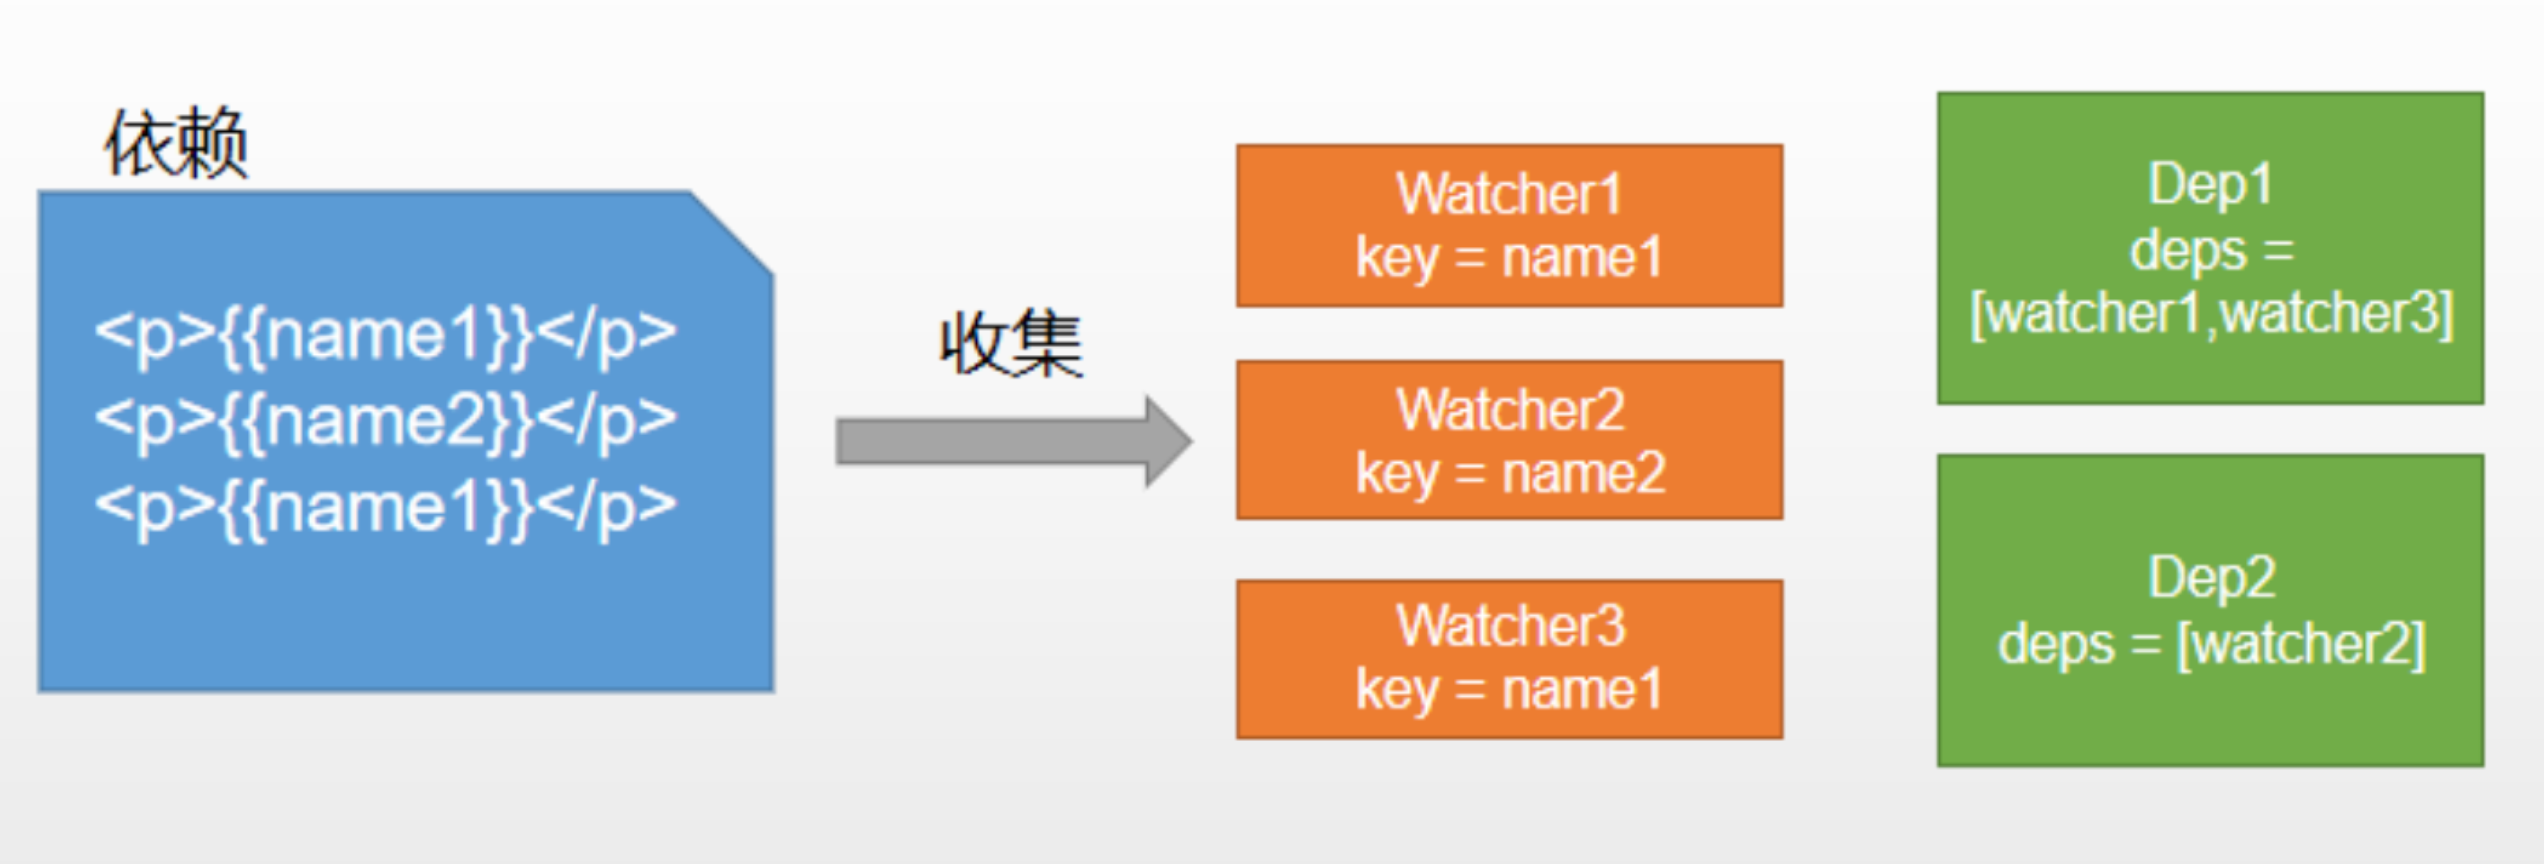 依赖
<p>{{name1}}</p>
<p>{{name2}}</p>
<p>{{name1}}</p>
收集
Watcher1
key = name1
Watcher2
key = name2
Watcher3
key = name1
Dep1
deps =
[watcher1,watcher3]
Dep2
deps = [watcher2]